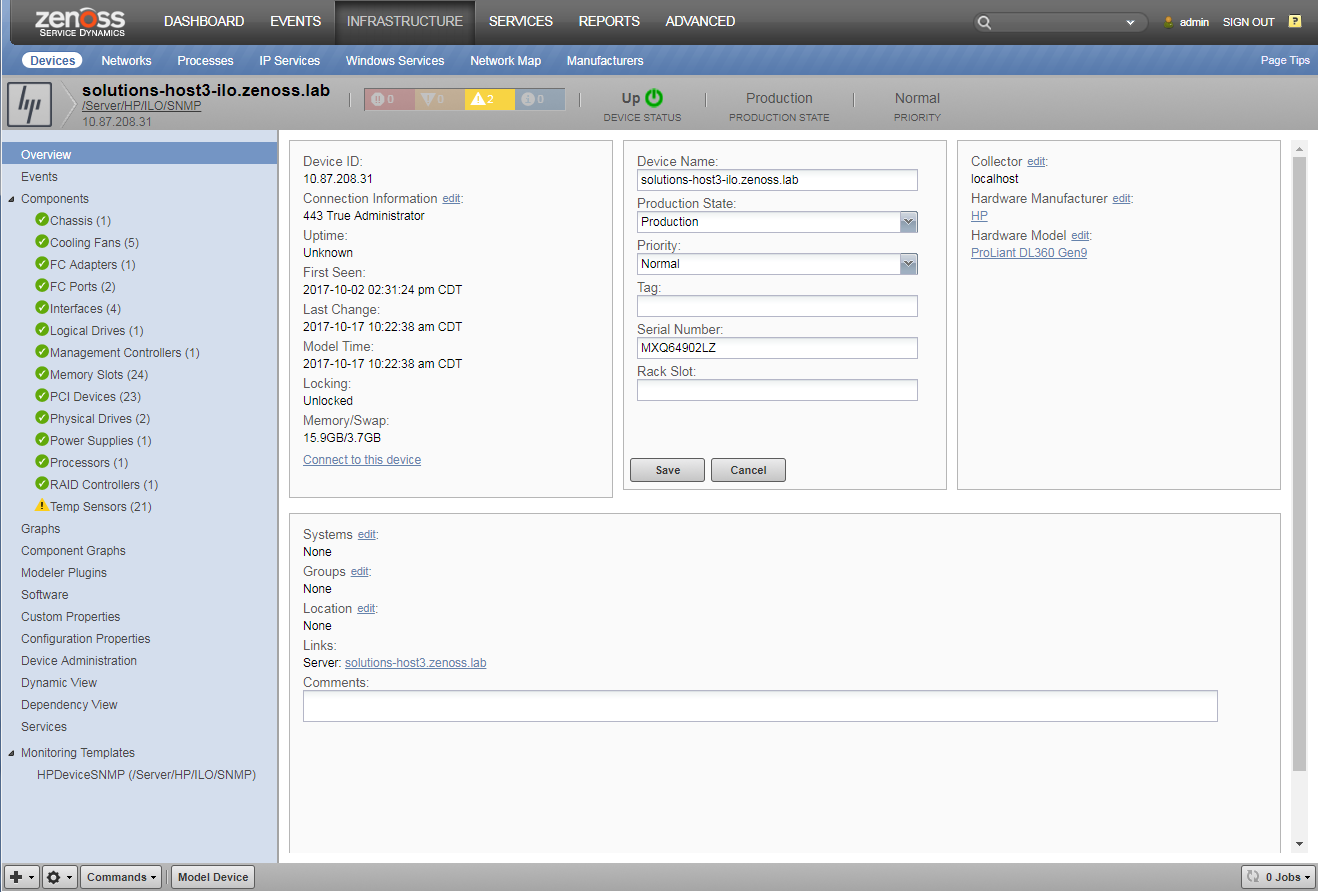 zenoss
SERVICE DYNAMICS
DASHBOARD EVENTS INFRASTRUCTURE SERVICES REPORTS ADVANCED
admin SIGN OUT ?
Devices Networks Processes IP Services Windows Services Network Map Manufacturers Page Tips
hp
solutions-host3-ilo.zenoss.lab
/Server/HP/ILO/SNMP
10.87.208.31
0 0 2 0
Up
DEVICE STATUS
Production
PRODUCTION STATE
Normal
PRIORITY
Overview
Events
Components
Chassis (1)
Cooling Fans (5)
FC Adapters (1)
FC Ports (2)
Interfaces (4)
Logical Drives (1)
Management Controllers (1)
Memory Slots (24)
PCI Devices (23)
Physical Drives (2)
Power Supplies (1)
Processors (1)
RAID Controllers (1)
Temp Sensors (21)
Graphs
Component Graphs
Modeler Plugins
Software
Custom Properties
Configuration Properties
Device Administration
Dynamic View
Dependency View
Services
Monitoring Templates
HPDeviceSNMP (/Server/HP/ILO/SNMP)
Device ID:
10.87.208.31
Connection Information edit:
443 True Administrator
Uptime:
Unknown
First Seen:
2017-10-02 02:31:24 pm CDT
Last Change:
2017-10-17 10:22:38 am CDT
Model Time:
2017-10-17 10:22:38 am CDT
Locking:
Unlocked
Memory/Swap:
15.9GB/3.7GB
Connect to this device
Device Name:
solutions-host3-ilo.zenoss.lab
Production State:
Production
Priority:
Normal
Tag:
Serial Number:
MXQ64902LZ
Rack Slot:
Save Cancel
Collector edit:
localhost
Hardware Manufacturer edit:
HP
Hardware Model edit:
ProLiant DL360 Gen9
Systems edit:
None
Groups edit:
None
Location edit:
None
Links:
Server: solutions-host3.zenoss.lab
Comments:
Commands Model Device 0 Jobs